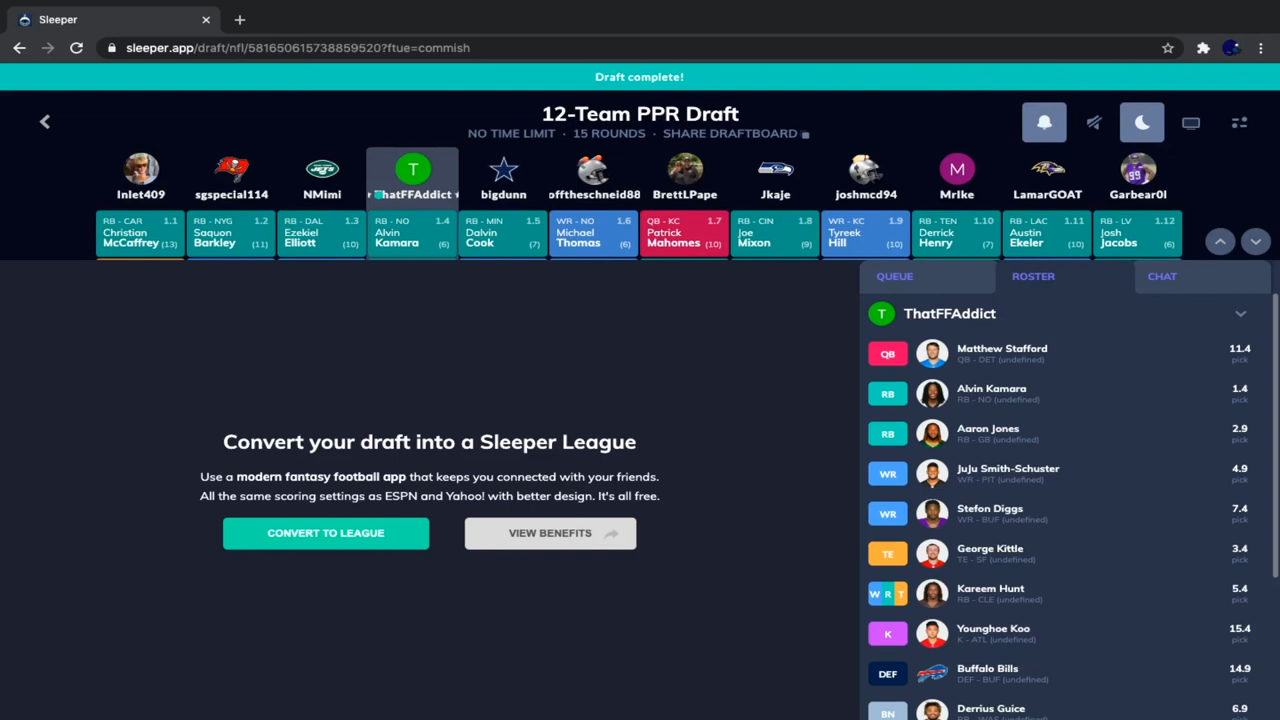 Sleeper
sleeper.app/draft/nfl/581650615738859520?ftue=commish
Draft complete!
12-Team PPR Draft
NO TIME LIMIT · 15 ROUNDS · SHARE DRAFTBOARD
Inlet409 sgspecial114 NMimi ThatFFAddict bigdunn offtheschneid88 BrettLPape Jkaje joshmcd94 MrIke LamarGOAT Garbear0l
T M
RB - CAR 1.1
Christian
McCaffrey (13)
RB - NYG 1.2
Saquon
Barkley (11)
RB - DAL 1.3
Ezekiel
Elliott (10)
RB - NO 1.4
Alvin
Kamara (6)
RB - MIN 1.5
Dalvin
Cook (7)
WR - NO 1.6
Michael
Thomas (6)
QB - KC 1.7
Patrick
Mahomes (10)
RB - CIN 1.8
Joe
Mixon (9)
WR - KC 1.9
Tyreek
Hill (10)
RB - TEN 1.10
Derrick
Henry (7)
RB - LAC 1.11
Austin
Ekeler (10)
RB - LV 1.12
Josh
Jacobs (6)
Convert your draft into a Sleeper League
Use a modern fantasy football app that keeps you connected with your friends.
All the same scoring settings as ESPN and Yahoo! with better design. It's all free.
CONVERT TO LEAGUE
VIEW BENEFITS
QUEUE ROSTER CHAT
T ThatFFAddict
QB Matthew Stafford 11.4
QB - DET (undefined) pick
RB Alvin Kamara 1.4
RB - NO (undefined) pick
RB Aaron Jones 2.9
RB - GB (undefined) pick
WR JuJu Smith-Schuster 4.9
WR - PIT (undefined) pick
WR Stefon Diggs 7.4
WR - BUF (undefined) pick
TE George Kittle 3.4
TE - SF (undefined) pick
W R T Kareem Hunt 5.4
RB - CLE (undefined) pick
K Younghoe Koo 15.4
K - ATL (undefined) pick
DEF Buffalo Bills 14.9
DEF - BUF (undefined) pick
BN Derrius Guice 6.9